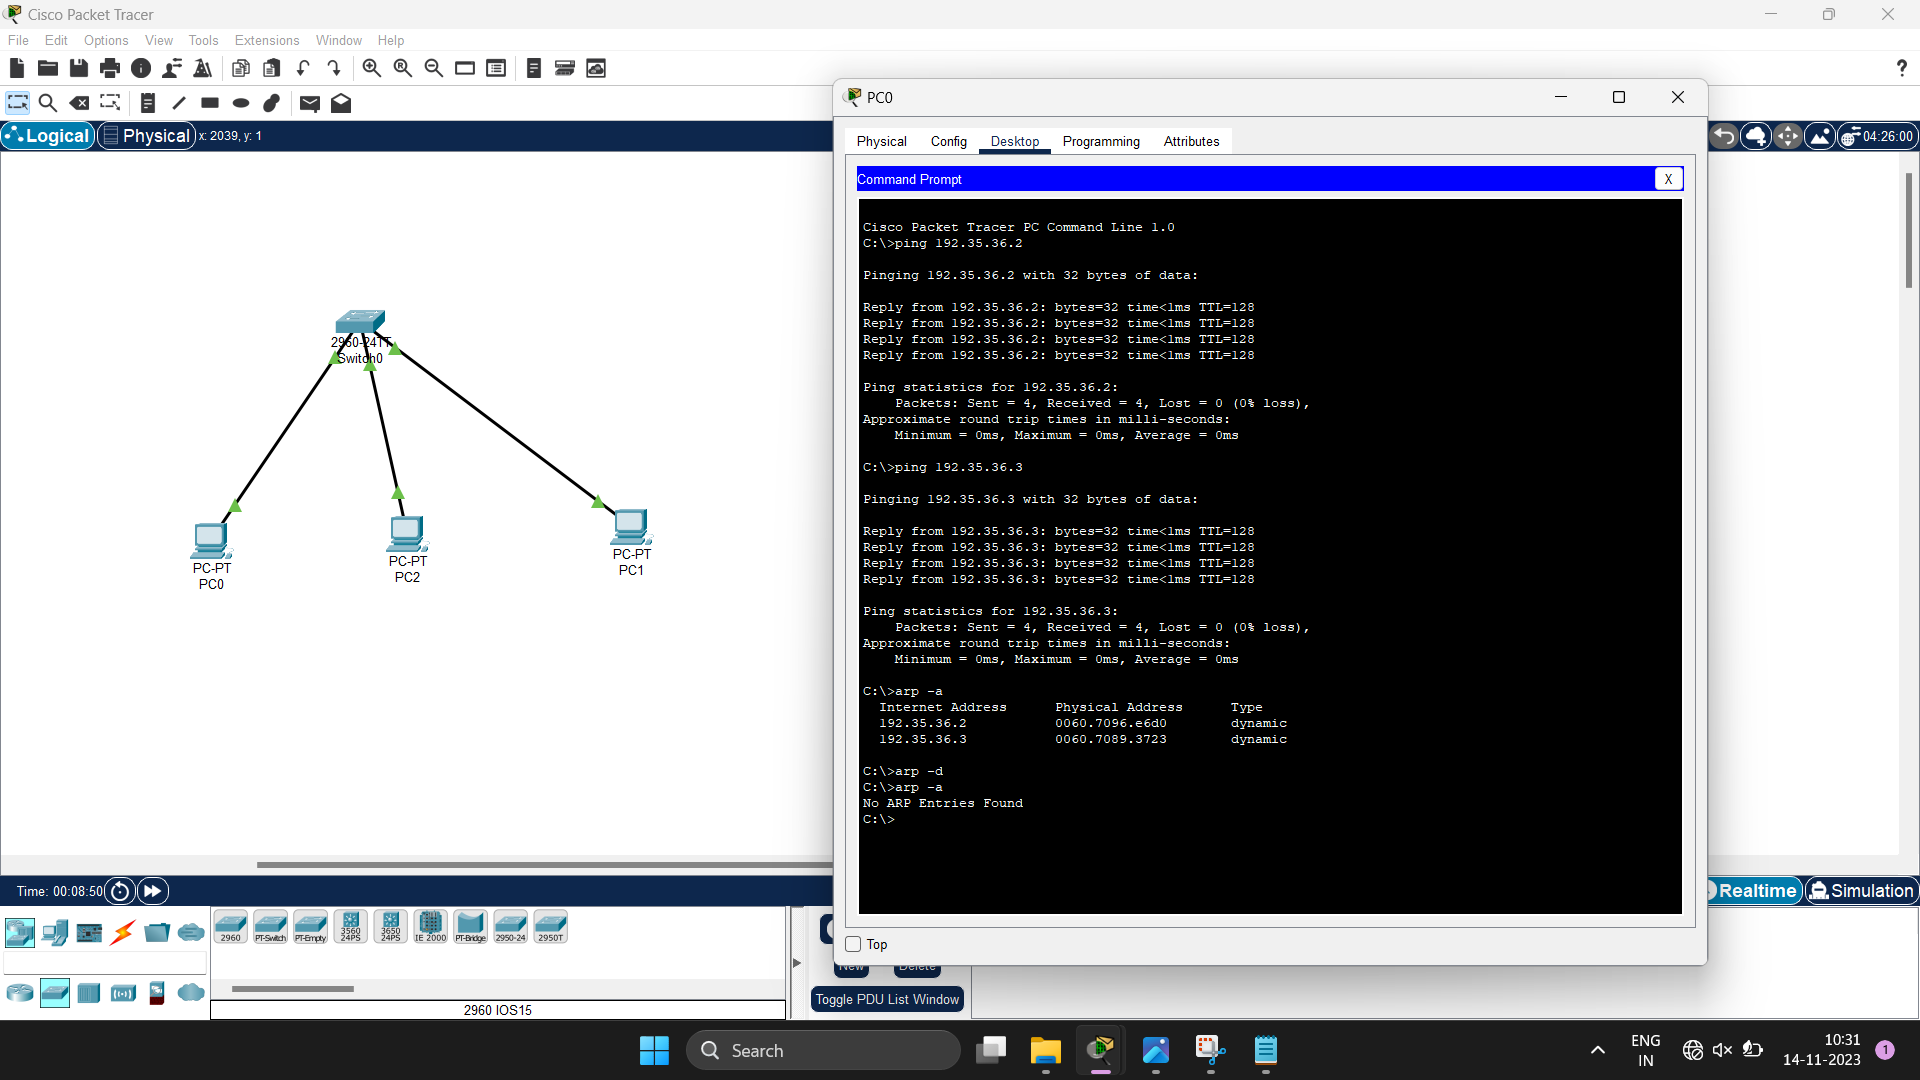 Cisco Packet Tracer
File Edit Options View Tools Extensions Window Help
?
Logical Physical x: 2039, y: 1
04:26:00
2960-24TT
Switch0
PC-PT
PC0
PC-PT
PC2
PC-PT
PC1
PC0
Physical Config Desktop Programming Attributes
Command Prompt X
Cisco Packet Tracer PC Command Line 1.0
C:\>ping 192.35.36.2
Pinging 192.35.36.2 with 32 bytes of data:
Reply from 192.35.36.2: bytes=32 time<1ms TTL=128
Reply from 192.35.36.2: bytes=32 time<1ms TTL=128
Reply from 192.35.36.2: bytes=32 time<1ms TTL=128
Reply from 192.35.36.2: bytes=32 time<1ms TTL=128
Ping statistics for 192.35.36.2:
Packets: Sent = 4, Received = 4, Lost = 0 (0% loss),
Approximate round trip times in milli-seconds:
Minimum = 0ms, Maximum = 0ms, Average = 0ms
C:\>ping 192.35.36.3
Pinging 192.35.36.3 with 32 bytes of data:
Reply from 192.35.36.3: bytes=32 time<1ms TTL=128
Reply from 192.35.36.3: bytes=32 time<1ms TTL=128
Reply from 192.35.36.3: bytes=32 time<1ms TTL=128
Reply from 192.35.36.3: bytes=32 time<1ms TTL=128
Ping statistics for 192.35.36.3:
Packets: Sent = 4, Received = 4, Lost = 0 (0% loss),
Approximate round trip times in milli-seconds:
Minimum = 0ms, Maximum = 0ms, Average = 0ms
C:\>arp -a
Internet Address Physical Address Type
192.35.36.2 0060.7096.e6d0 dynamic
192.35.36.3 0060.7089.3723 dynamic
C:\>arp -d
C:\>arp -a
No ARP Entries Found
C:\>
Top
Time: 00:08:50
Realtime Simulation
2960 PT-Switch PT-Empty 3560 24PS 3650 24PS IE 2000 PT-Bridge 2950-24 2950T
New Delete
Toggle PDU List Window
2960 IOS15
Search
ENG
IN
10:31
14-11-2023
1